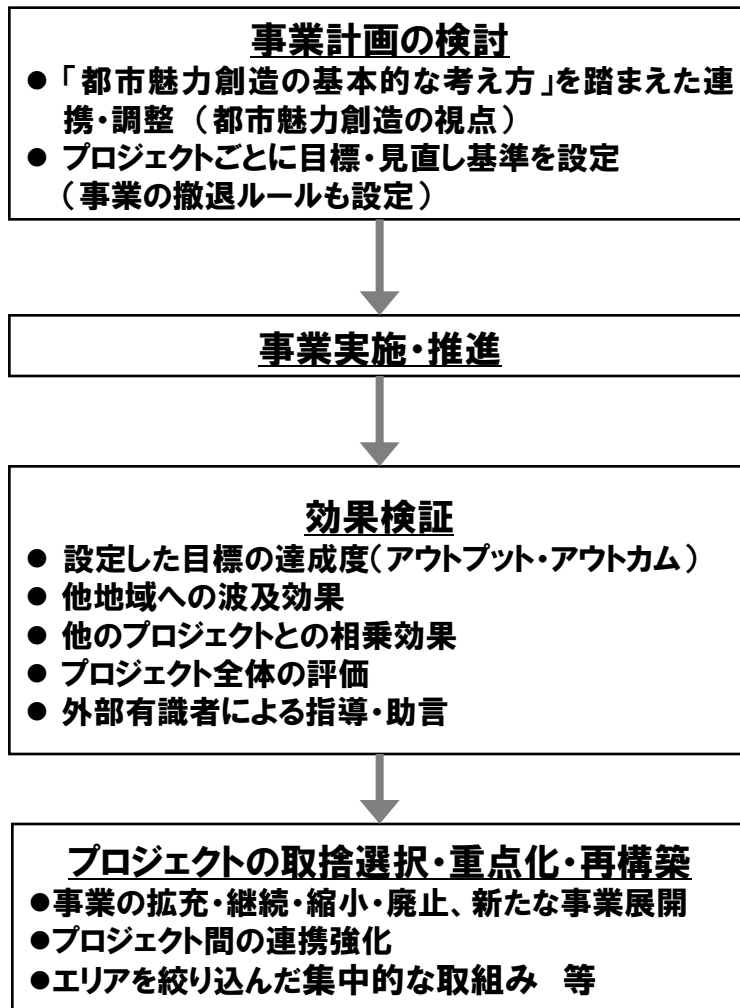 事業計画の検討
● 「都市魅力創造の基本的な考え方」を踏まえた連
携・調整 （都市魅力創造の視点）
● プロジェクトごとに目標・見直し基準を設定
（事業の撤退ルールも設定）
事業実施・推進
効果検証
● 設定した目標の達成度（アウトプット・アウトカム）
● 他地域への波及効果
● 他のプロジェクトとの相乗効果
● プロジェクト全体の評価
● 外部有識者による指導・助言
プロジェクトの取捨選択・重点化・再構築
●事業の拡充・継続・縮小・廃止、新たな事業展開
●プロジェクト間の連携強化
●エリアを絞り込んだ集中的な取組み 等